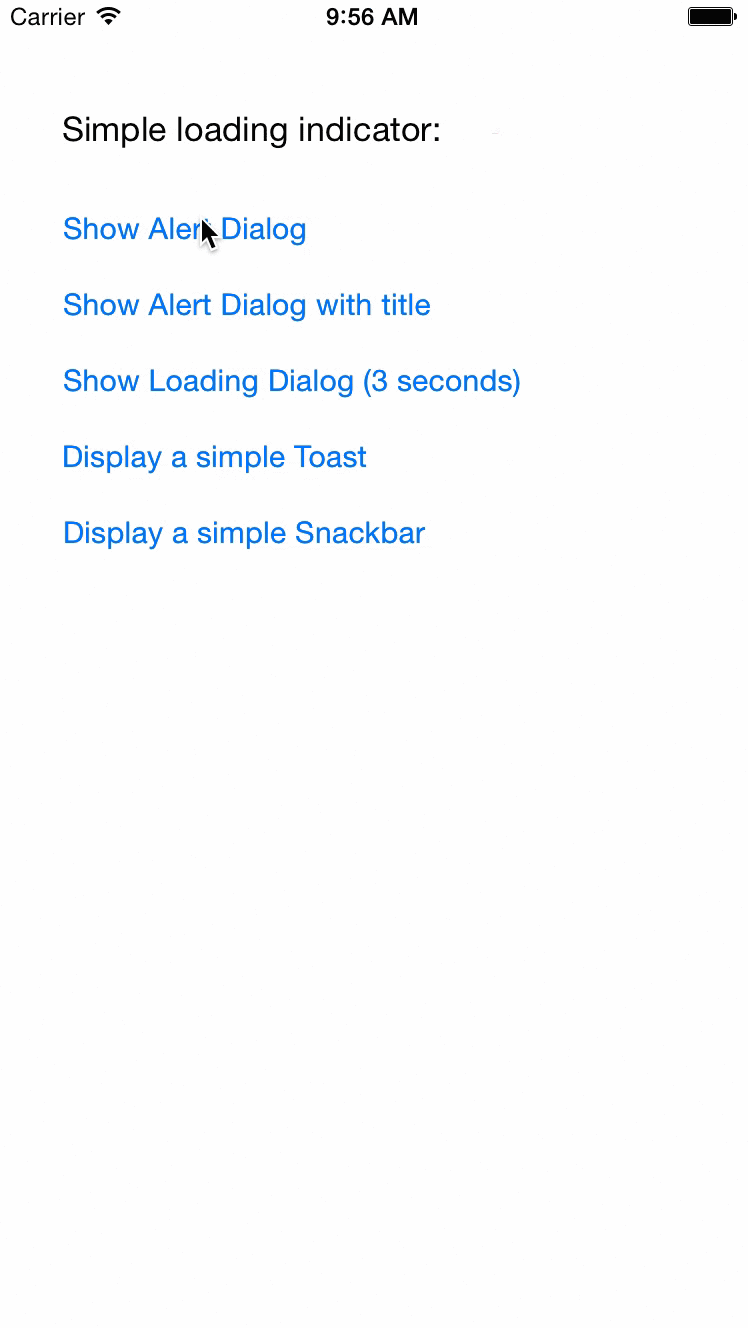 Carrier 9:56 AM
Simple loading indicator:
Show Alert Dialog
Show Alert Dialog with title
Show Loading Dialog (3 seconds)
Display a simple Toast
Display a simple Snackbar